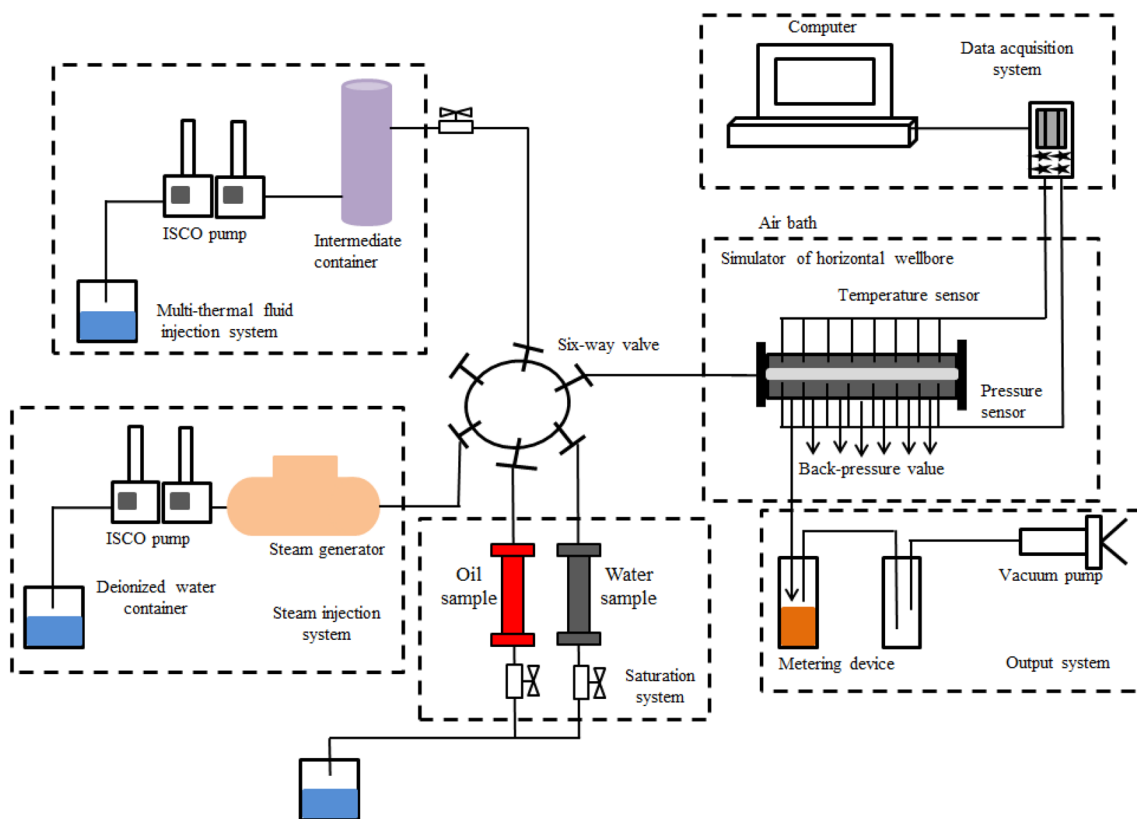 Computer
Data acquisition
system
ISCO pump
Intermediate
container
Multi-thermal fluid
injection system
Air bath
Simulator of horizontal wellbore
Temperature sensor
Six-way valve
Pressure
sensor
Back-pressure value
ISCO pump
Steam generator
Deionized water
container
Steam injection
system
Oil
sample
Water
sample
Saturation
system
Vacuum pump
Metering device
Output system